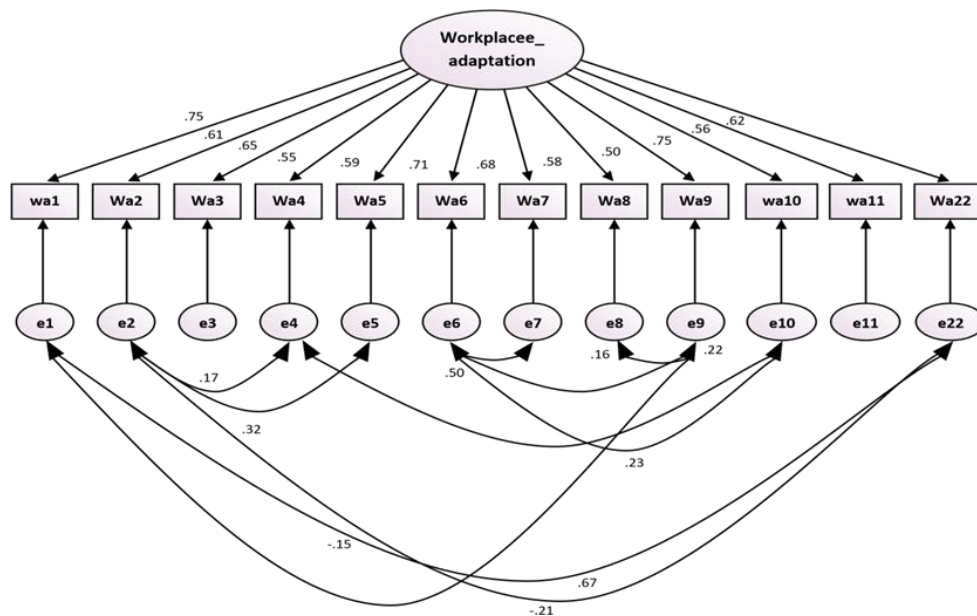 Workplacee_
adaptation
.75
.61
.65
.55
.59
.71
.68
.58
.50
.75
.56
.62
wa1
Wa2
Wa3
Wa4
Wa5
Wa6
Wa7
Wa8
Wa9
wa10
wa11
Wa22
e1
e2
e3
e4
e5
e6
e7
e8
e9
e10
e11
e22
.17
.50
.16
.22
.32
.23
-.15
.67
-.21